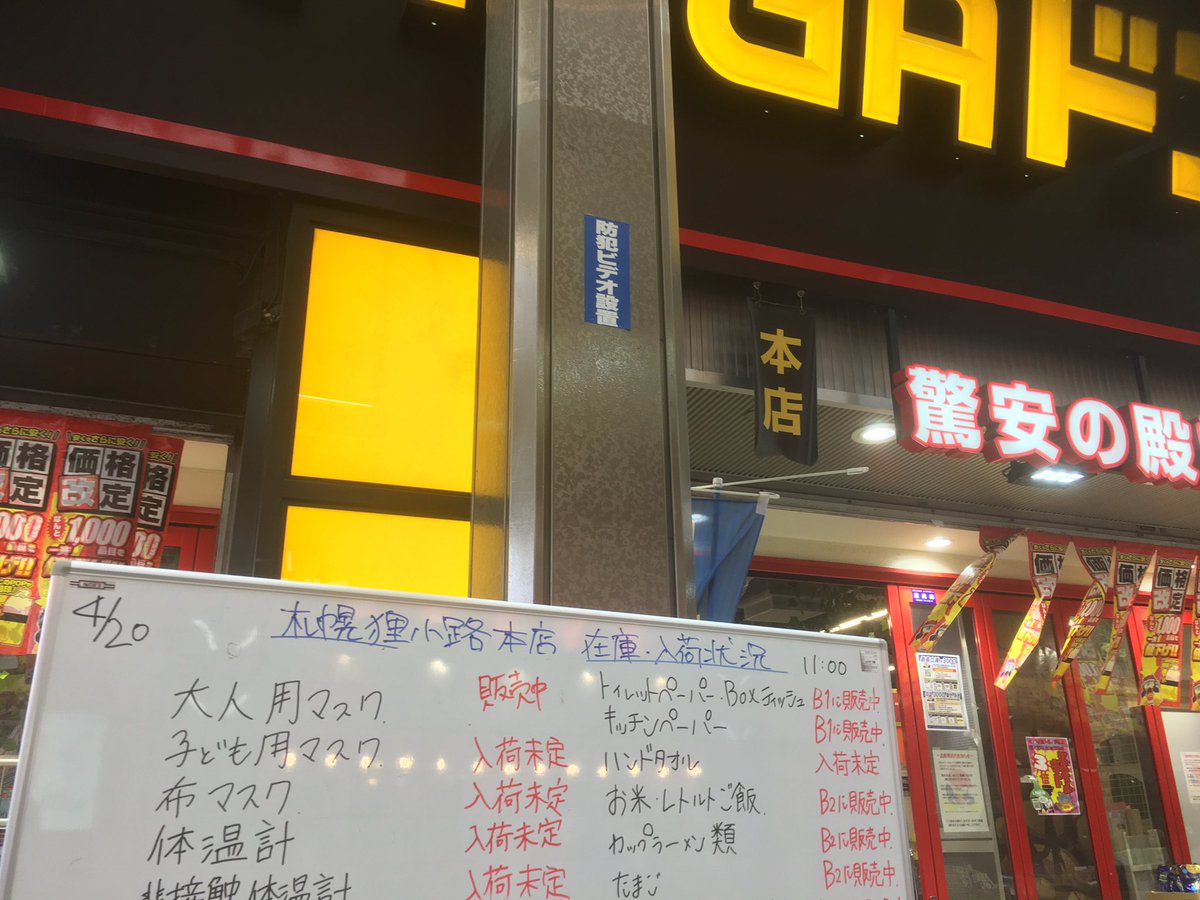 GAド
防犯ビデオ設置
本店
驚安の殿
価格改定
1,000
価格改定
4/20 札幌狸小路本店 在庫・入荷状況 11:00
大人用マスク 販売中
子ども用マスク 入荷未定
布マスク 入荷未定
体温計 入荷未定
非接触体温計 入荷未定
トイレットペーパー・Boxティッシュ B1に販売中
キッチンペーパー B1に販売中
ハンドタオル 入荷未定
お米・レトルトご飯 B2に販売中
カップラーメン類 B2に販売中
たまご B2に販売中